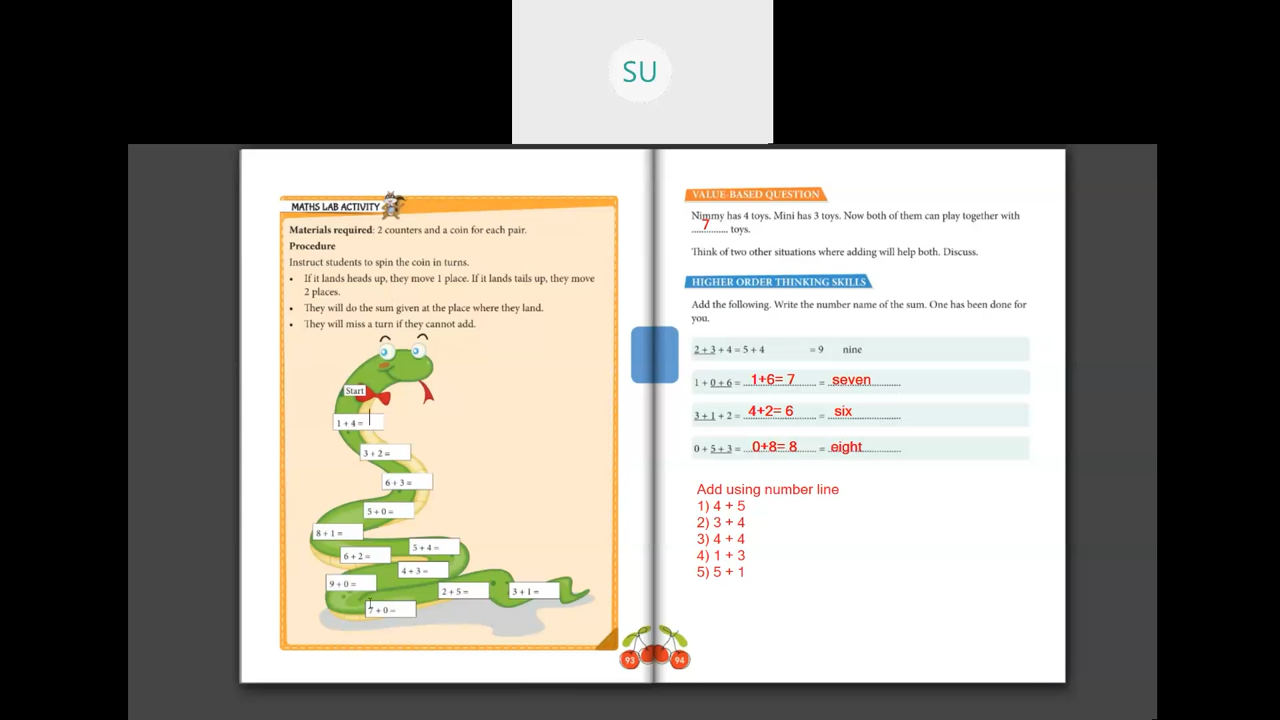 SU
MATHS LAB ACTIVITY
Materials required: 2 counters and a coin for each pair.
Procedure
Instruct students to spin the coin in turns.
• If it lands heads up, they move 1 place. If it lands tails up, they move
2 places.
• They will do the sum given at the place where they land.
• They will miss a turn if they cannot add.
Start
1 + 4 =
3 + 2 =
6 + 3 =
5 + 0 =
8 + 1 =
5 + 4 =
6 + 2 =
4 + 3 =
9 + 0 =
2 + 5 =
3 + 1 =
7 + 0 =
93
VALUE-BASED QUESTION
Nimmy has 4 toys. Mini has 3 toys. Now both of them can play together with
7 toys.
Think of two other situations where adding will help both. Discuss.
HIGHER ORDER THINKING SKILLS
Add the following. Write the number name of the sum. One has been done for
you.
2 + 3 + 4 = 5 + 4 = 9 nine
1 + 0 + 6 = 1+6= 7 = seven
3 + 1 + 2 = 4+2= 6 = six
0 + 5 + 3 = 0+8= 8 = eight
Add using number line
1) 4 + 5
2) 3 + 4
3) 4 + 4
4) 1 + 3
5) 5 + 1
94